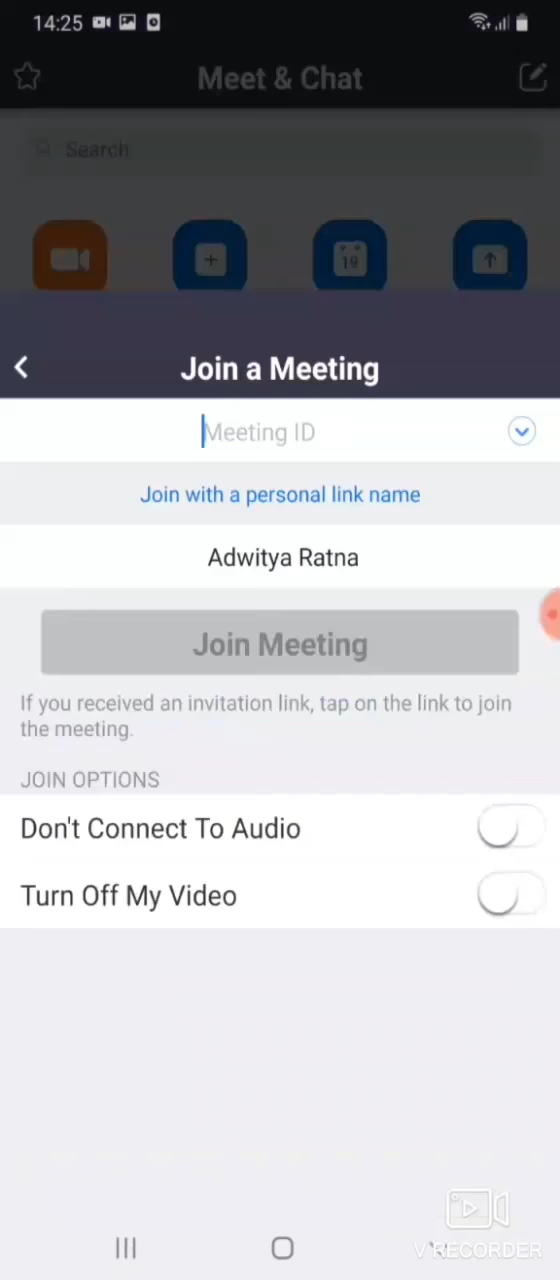 14:25
Meet & Chat
Search
19
Join a Meeting
Meeting ID
Join with a personal link name
Adwitya Ratna
Join Meeting
If you received an invitation link, tap on the link to join
the meeting.
JOIN OPTIONS
Don't Connect To Audio
Turn Off My Video
V RECORDER